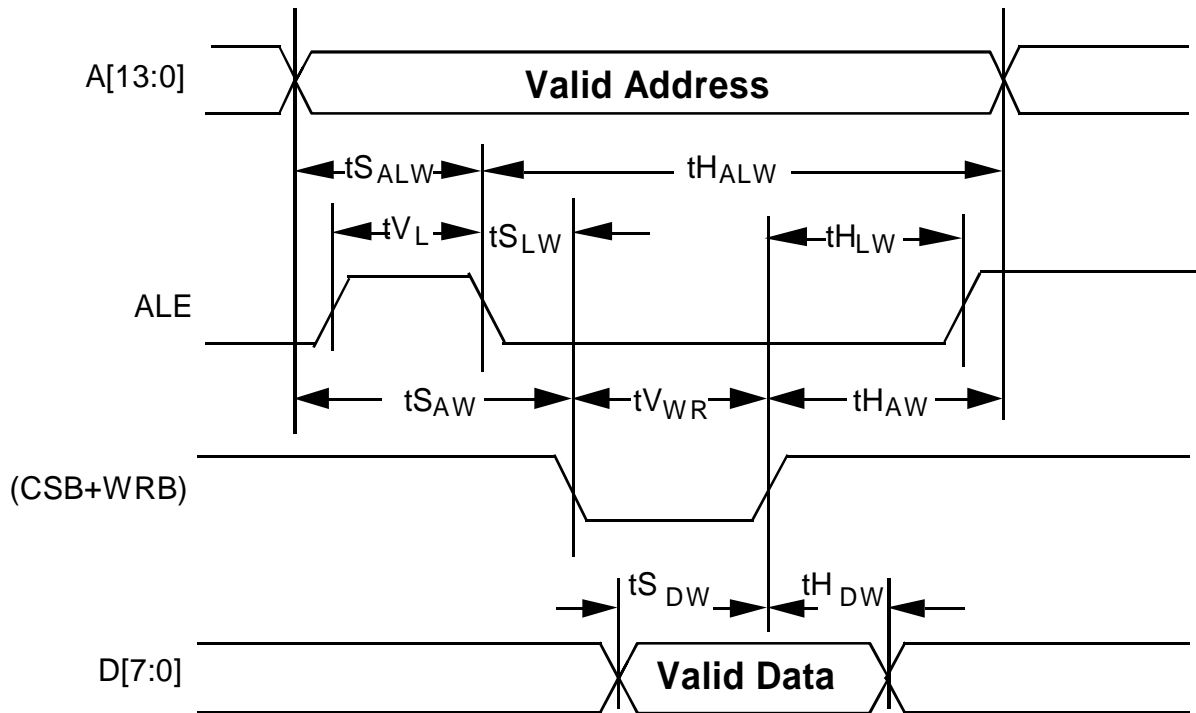 A[13:0]
Valid Address
tSALW
tHALW
tVL
tSLW
tHLW
ALE
tSAW
tVWR
tHAW
(CSB+WRB)
tS DW
tH DW
D[7:0]
Valid Data